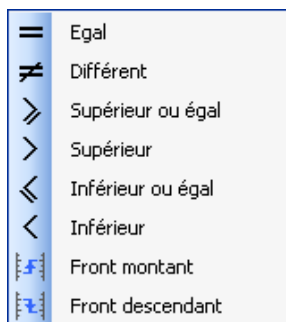 = Egal
≠ Différent
⩾ Supérieur ou égal
> Supérieur
⩽ Inférieur ou égal
< Inférieur
Front montant
Front descendant